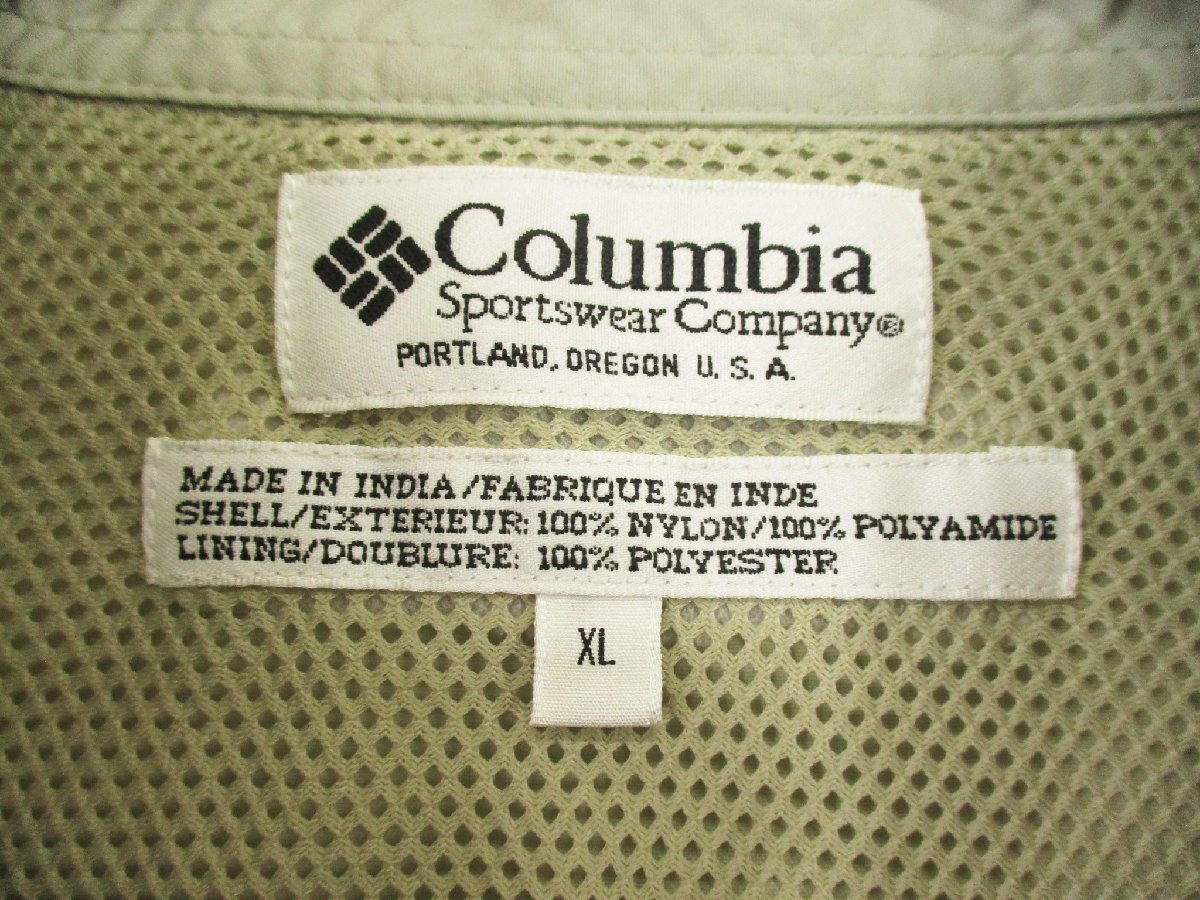 Columbia
Sportswear Company®
PORTLAND, OREGON U.S.A.
MADE IN INDIA/FABRIQUE EN INDE
SHELL/EXTERIEUR: 100% NYLON/100% POLYAMIDE
LINING/DOUBLURE: 100% POLYESTER
XL